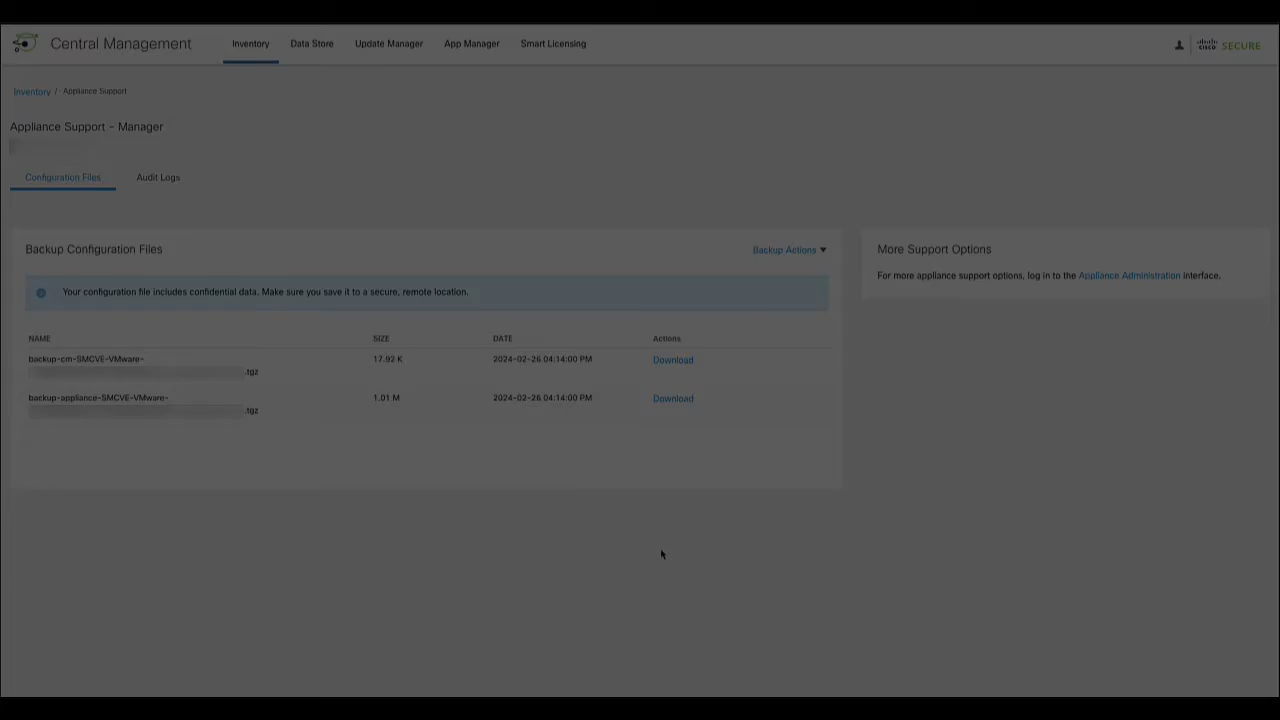 Central Management
Inventory
Data Store
Update Manager
App Manager
Smart Licensing
cisco SECURE
Inventory / Appliance Support
Appliance Support - Manager
Configuration Files
Audit Logs
Backup Configuration Files
Backup Actions
Your configuration file includes confidential data. Make sure you save it to a secure, remote location.
NAME SIZE DATE Actions
backup-cm-SMCVE-VMware- 17.92 K 2024-02-26 04:14:00 PM Download
.tgz
backup-appliance-SMCVE-VMware- 1.01 M 2024-02-26 04:14:00 PM Download
.tgz
More Support Options
For more appliance support options, log in to the Appliance Administration interface.